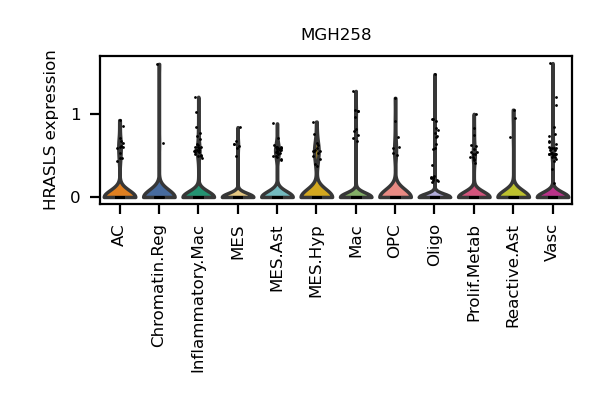 MGH258
HRASLS expression
1
0
AC
Chromatin.Reg
Inflammatory.Mac
MES
MES.Ast
MES.Hyp
Mac
OPC
Oligo
Prolif.Metab
Reactive.Ast
Vasc